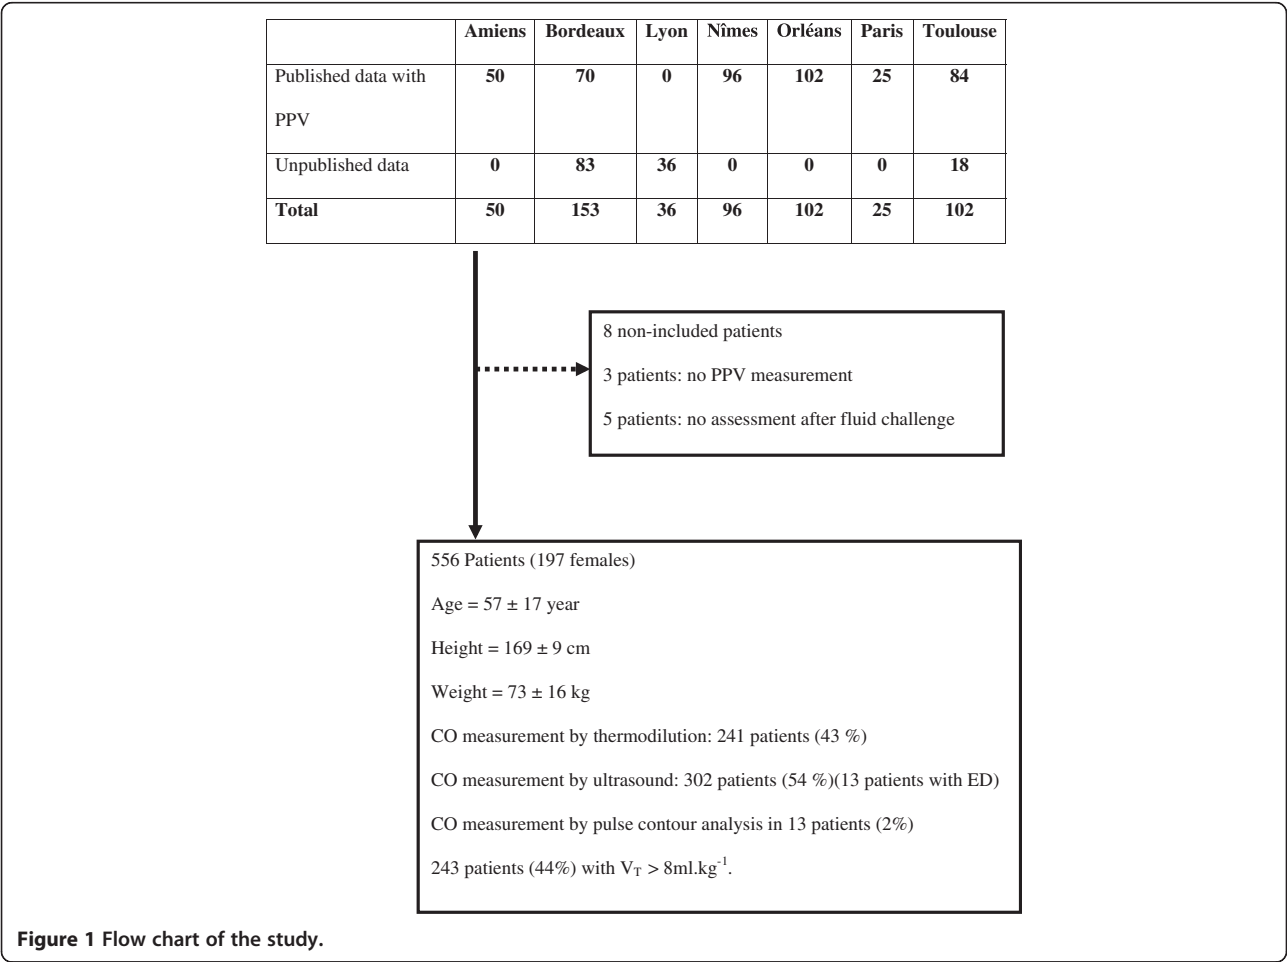 Amiens Bordeaux Lyon Nîmes Orléans Paris Toulouse
Published data with PPV 50 70 0 96 102 25 84
Unpublished data 0 83 36 0 0 0 18
Total 50 153 36 96 102 25 102
8 non-included patients
3 patients: no PPV measurement
5 patients: no assessment after fluid challenge
556 Patients (197 females)
Age = 57 ± 17 year
Height = 169 ± 9 cm
Weight = 73 ± 16 kg
CO measurement by thermodilution: 241 patients (43 %)
CO measurement by ultrasound: 302 patients (54 %)(13 patients with ED)
CO measurement by pulse contour analysis in 13 patients (2%)
243 patients (44%) with V_T > 8ml.kg⁻¹.
Figure 1 Flow chart of the study.